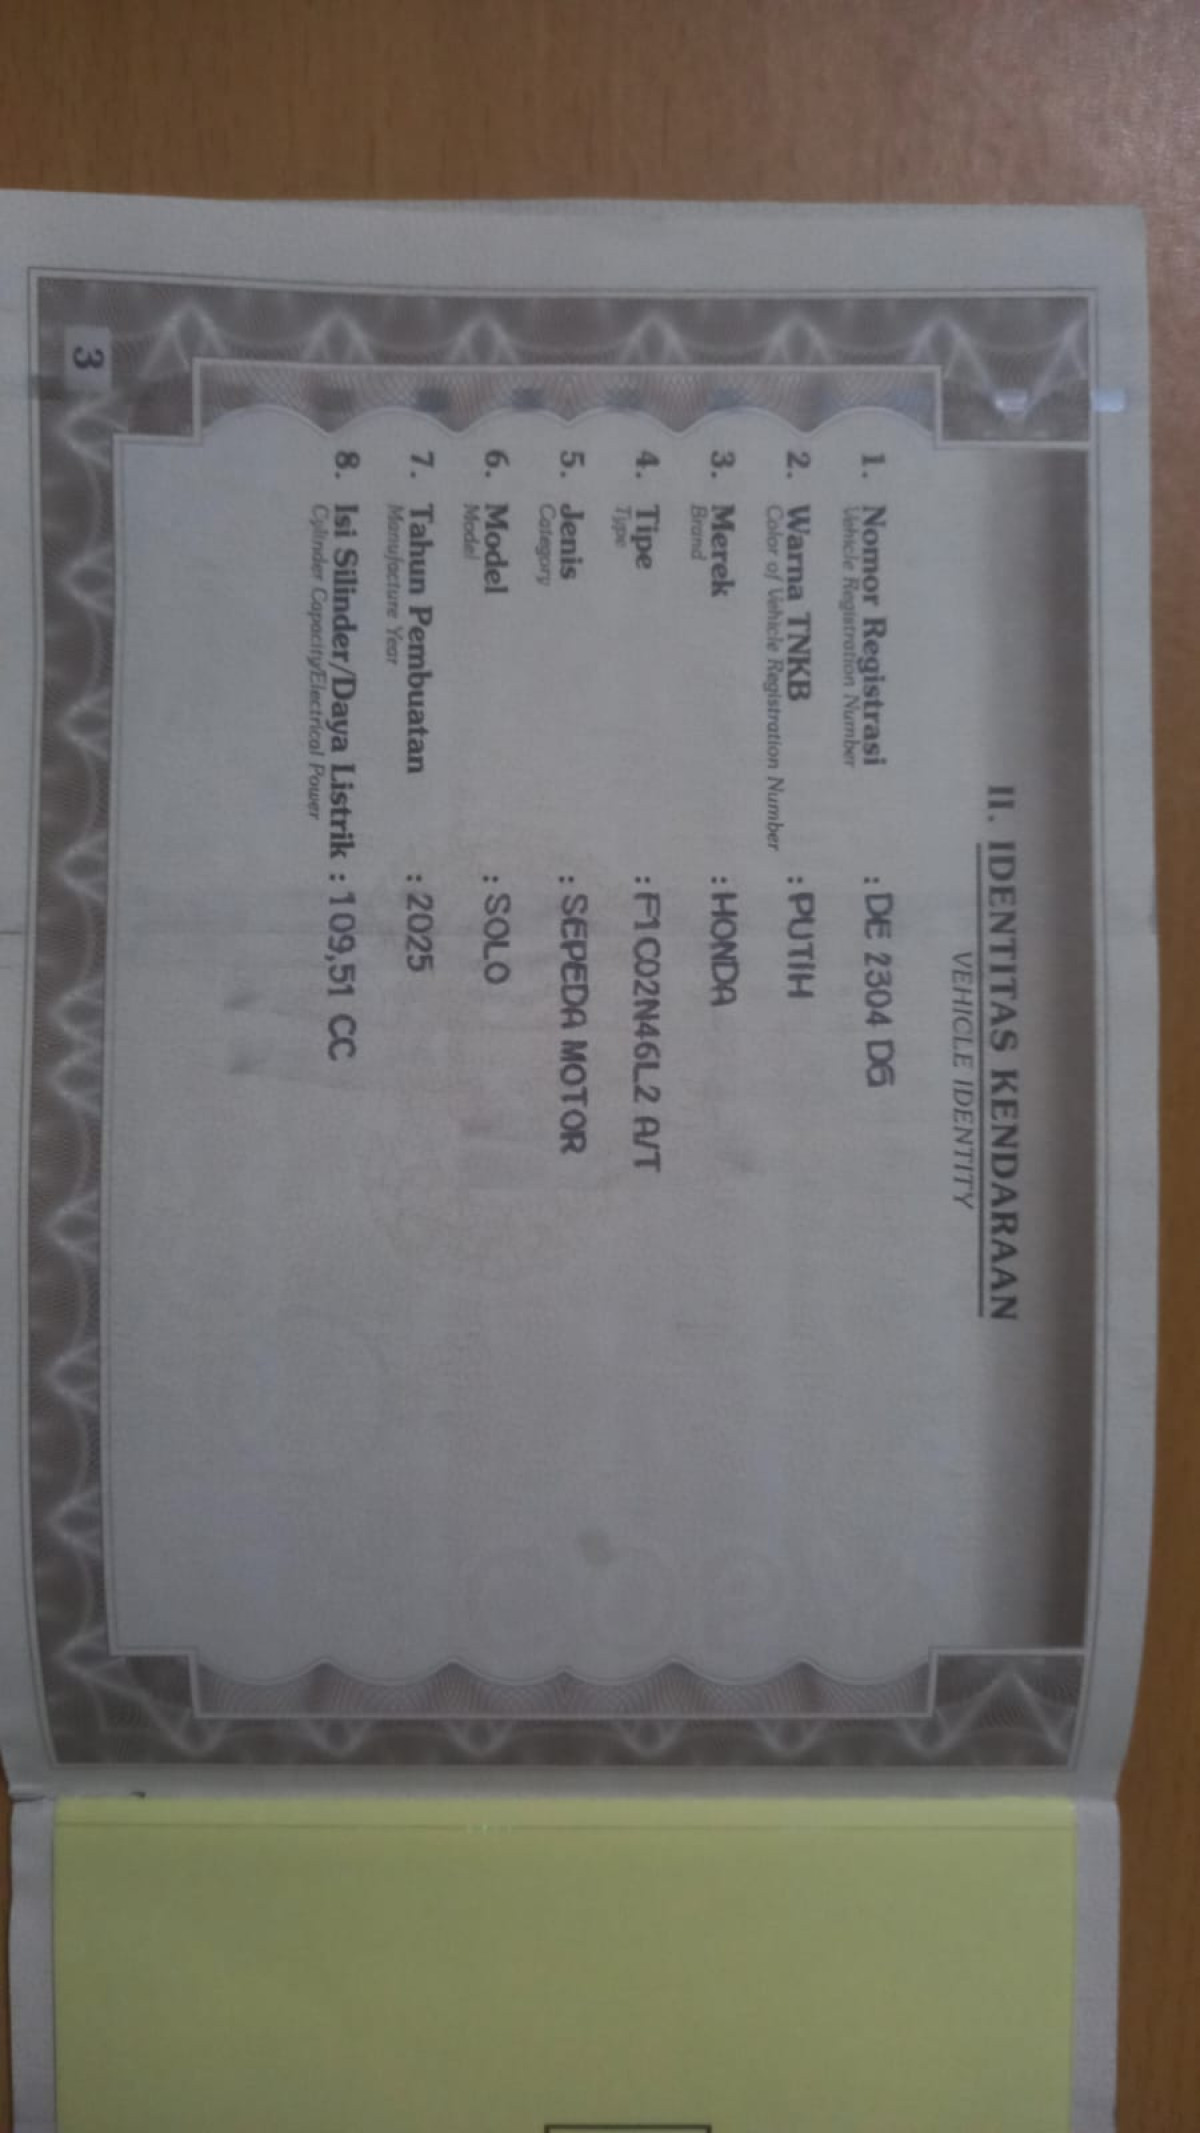 II. IDENTITAS KENDARAAN
VEHICLE IDENTITY
1. Nomor Registrasi : DE 2304 DG
Vehicle Registration Number
2. Warna TNKB : PUTIH
Color of Vehicle Registration Number
3. Merek : HONDA
Brand
4. Tipe : F1C02N46L2 A/T
Type
5. Jenis : SEPEDA MOTOR
Category
6. Model : SOLO
Model
7. Tahun Pembuatan : 2025
Manufacture Year
8. Isi Silinder/Daya Listrik : 109,51 CC
Cylinder Capacity/Electrical Power
3